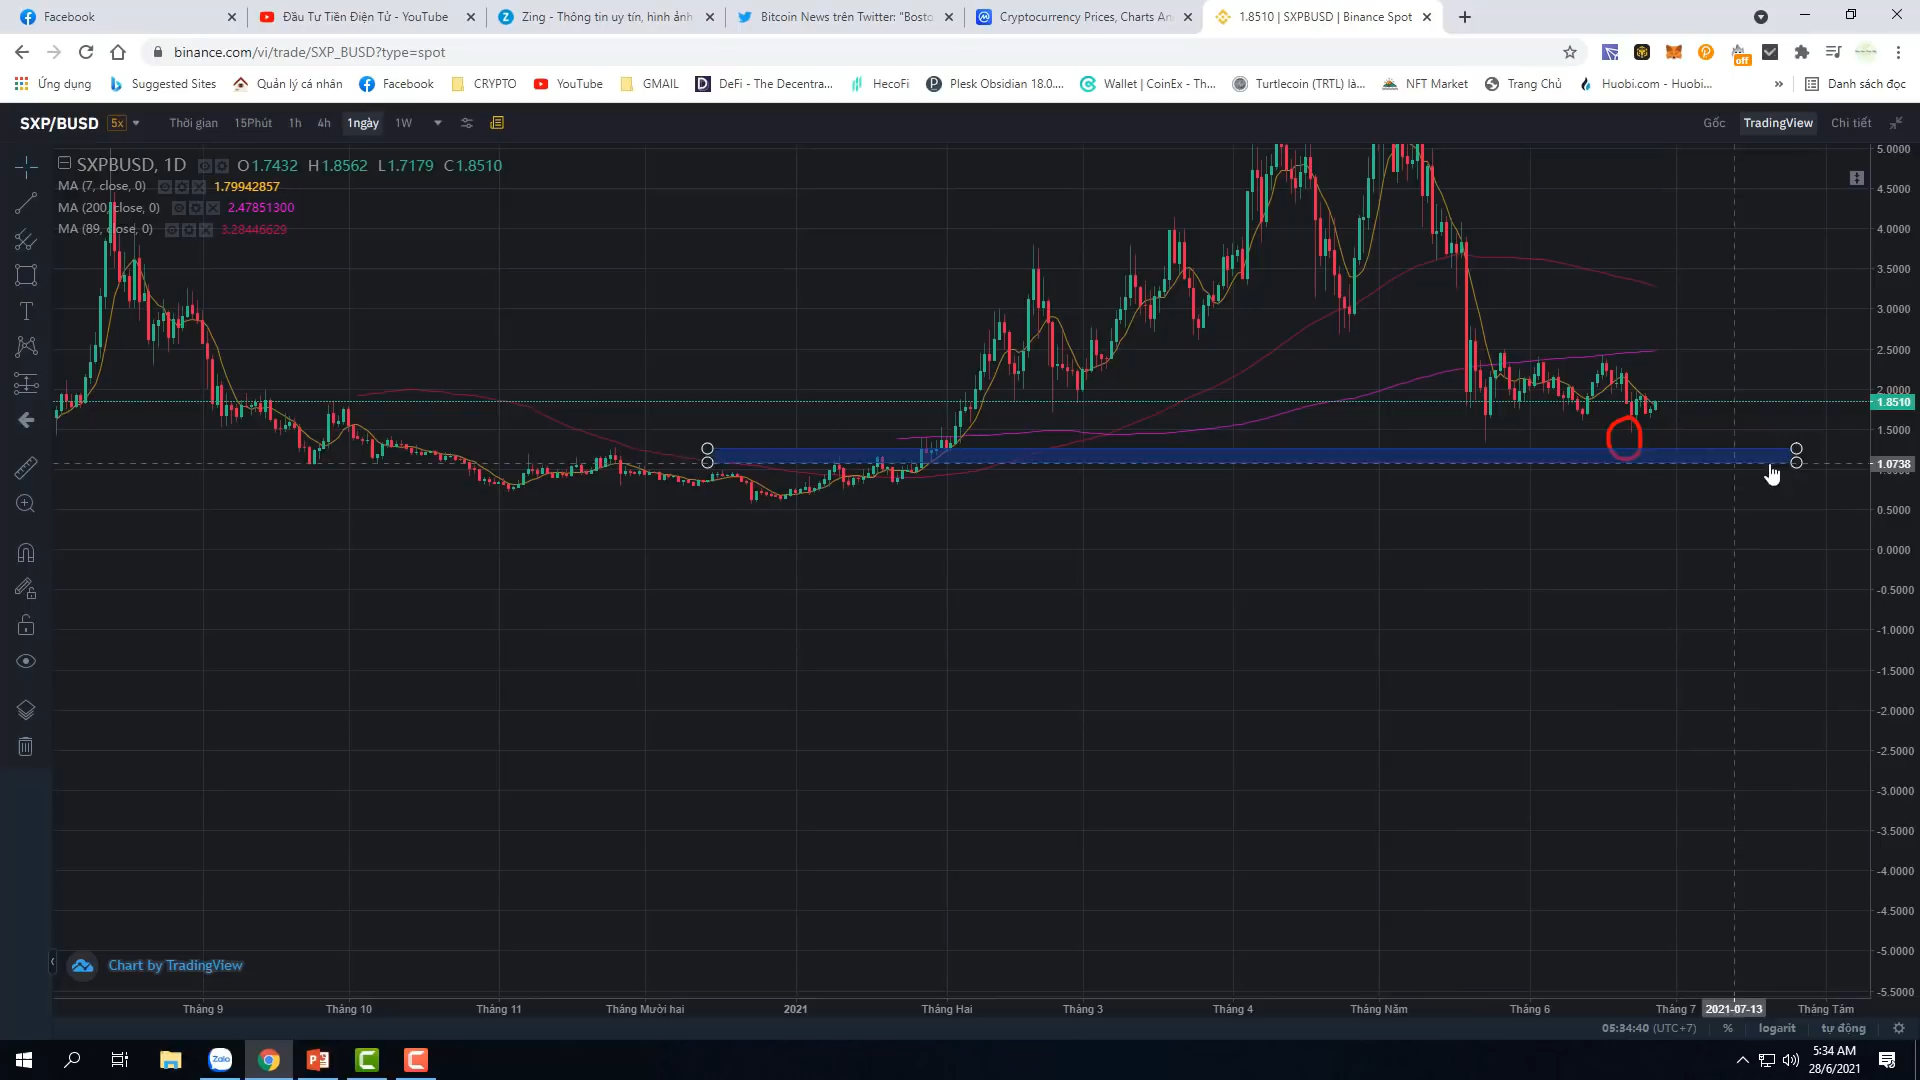 Facebook
Đầu Tư Tiền Điện Tử - YouTube
Zing - Thông tin uy tín, hình ảnh
Bitcoin News trên Twitter: "Bosto
Cryptocurrency Prices, Charts An
1.8510 | SXPBUSD | Binance Spot
binance.com/vi/trade/SXP_BUSD?type=spot
off
Ứng dụng
Suggested Sites
Quản lý cá nhân
Facebook
CRYPTO
YouTube
GMAIL
DeFi - The Decentra...
HecoFi
Plesk Obsidian 18.0....
Wallet | CoinEx - Th...
Turtlecoin (TRTL) là...
NFT Market
Trang Chủ
Huobi.com - Huobi...
»
Danh sách đọc
SXP/BUSD 5x
Thời gian 15Phút 1h 4h 1ngày 1W
Gốc TradingView Chi tiết
SXPBUSD, 1D O1.7432 H1.8562 L1.7179 C1.8510
MA (7, close, 0) 1.79942857
MA (200, close, 0) 2.47851300
MA (89, close, 0) 3.28446629
5.0000
4.5000
4.0000
3.5000
3.0000
2.5000
2.0000
1.8510
1.5000
1.0738
0.5000
0.0000
-0.5000
-1.0000
-1.5000
-2.0000
-2.5000
-3.0000
-3.5000
-4.0000
-4.5000
-5.0000
-5.5000
Chart by TradingView
Tháng 9 Tháng 10 Tháng 11 Tháng Mười hai 2021 Tháng Hai Tháng 3 Tháng 4 Tháng Năm Tháng 6 Tháng 7 2021-07-13 Tháng Tám
05:34:40 (UTC+7) % logarit tự động
Zalo
5:34 AM
28/6/2021